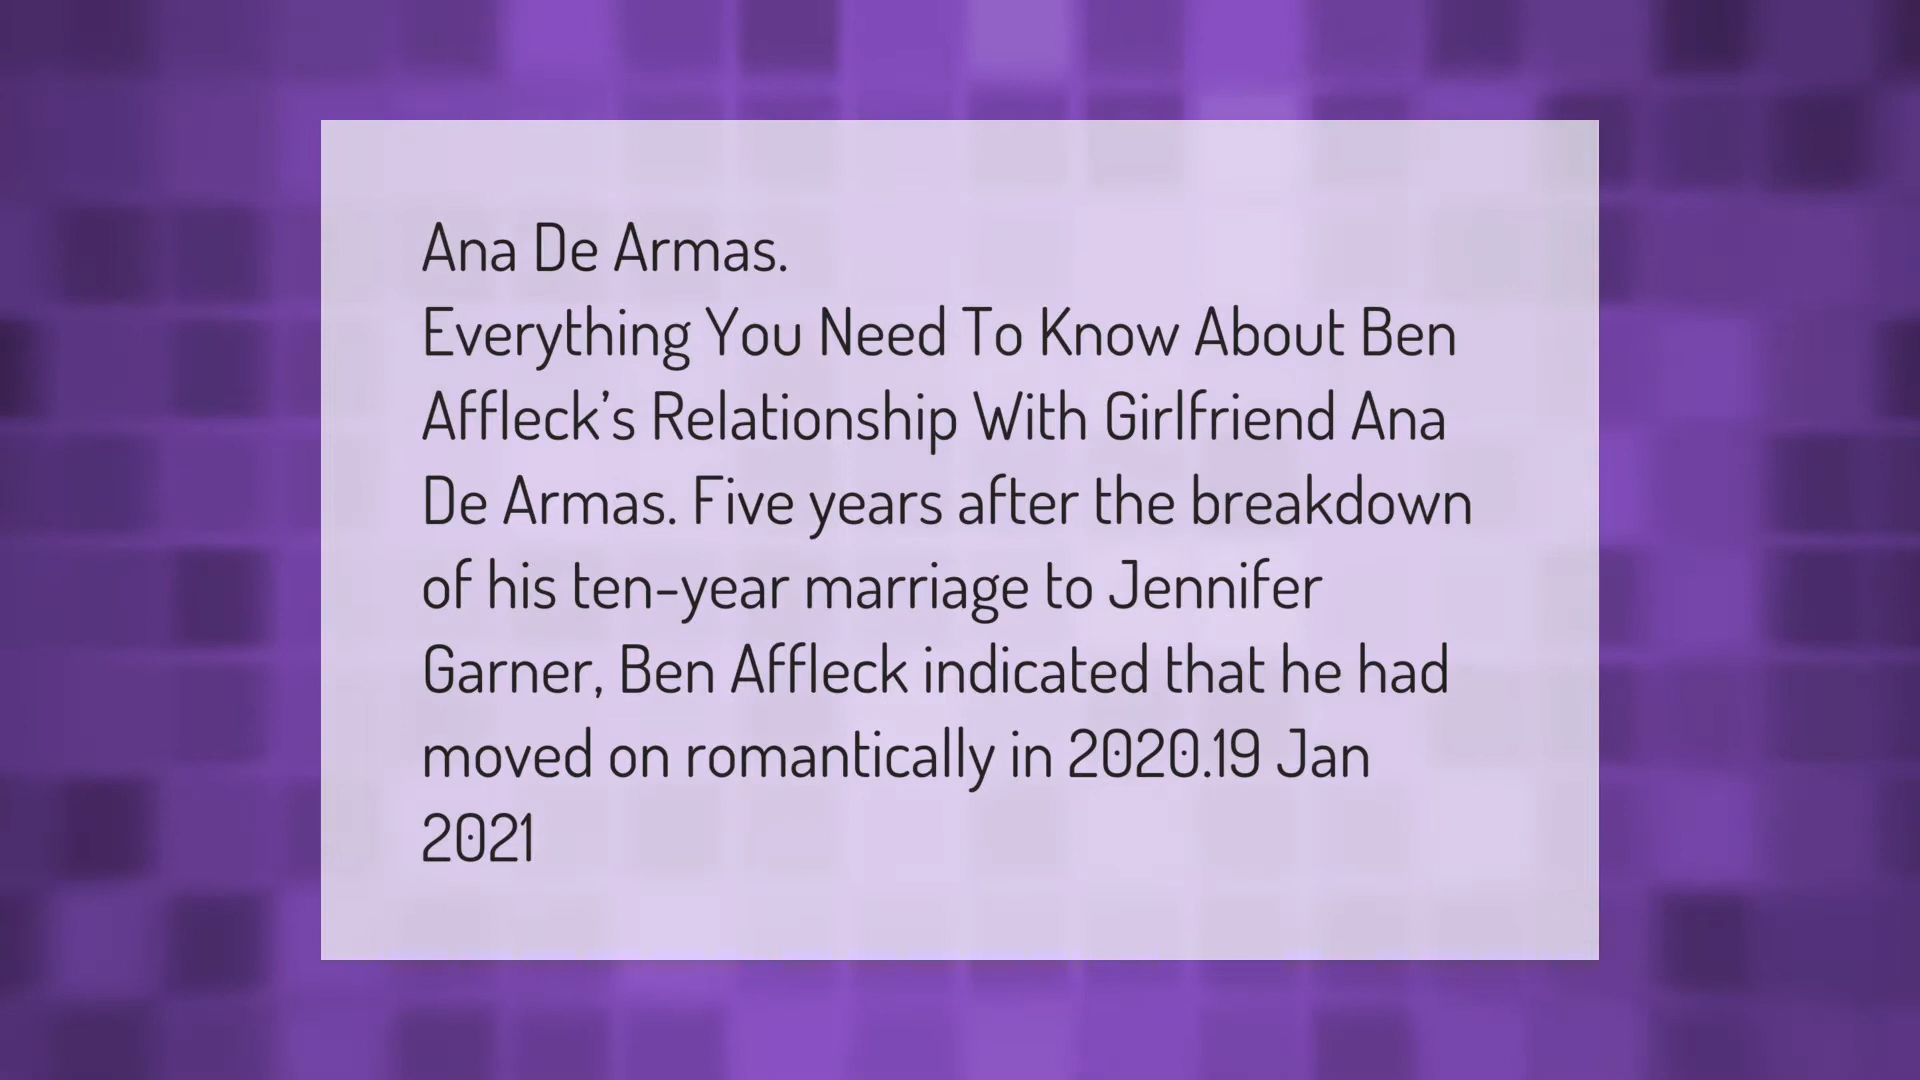 Ana De Armas.
Everything You Need To Know About Ben
Affleck’s Relationship With Girlfriend Ana
De Armas. Five years after the breakdown
of his ten-year marriage to Jennifer
Garner, Ben Affleck indicated that he had
moved on romantically in 2020.19 Jan
2021